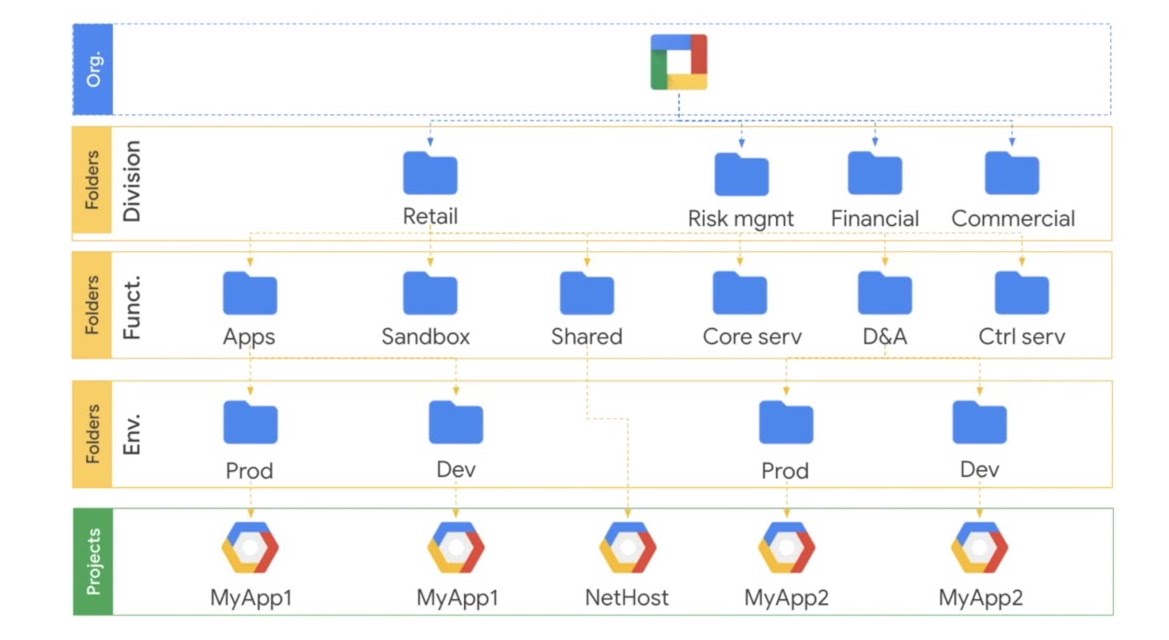 Org.
Folders
Division
Retail
Risk mgmt
Financial
Commercial
Folders
Funct.
Apps
Sandbox
Shared
Core serv
D&A
Ctrl serv
Folders
Env.
Prod
Dev
Prod
Dev
Projects
MyApp1
MyApp1
NetHost
MyApp2
MyApp2